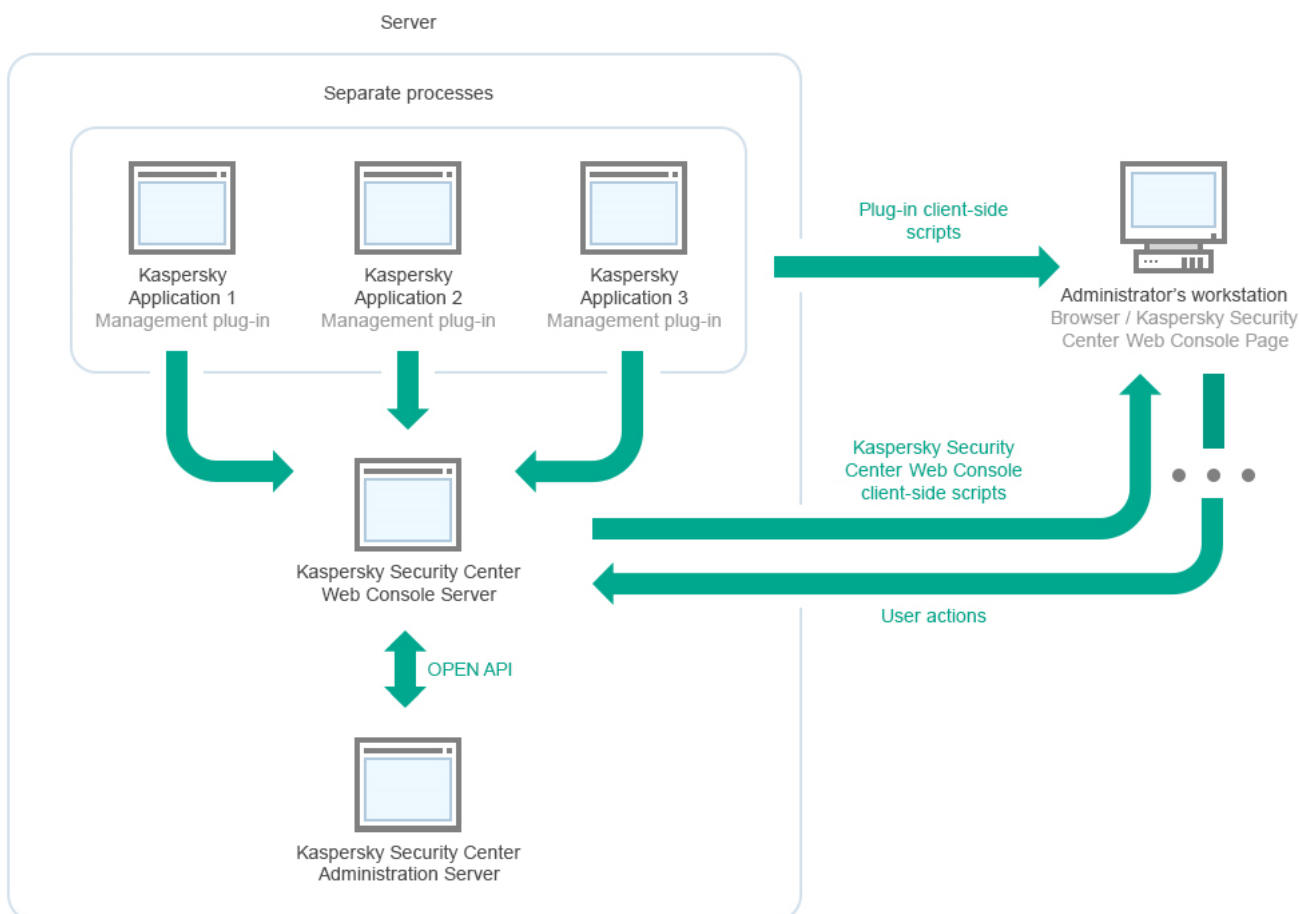 Server
Separate processes
Kaspersky
Application 1
Management plug-in
Kaspersky
Application 2
Management plug-in
Kaspersky
Application 3
Management plug-in
Plug-in client-side
scripts
Administrator's workstation
Browser / Kaspersky Security
Center Web Console Page
Kaspersky Security
Center Web Console
client-side scripts
Kaspersky Security Center
Web Console Server
User actions
OPEN API
Kaspersky Security Center
Administration Server